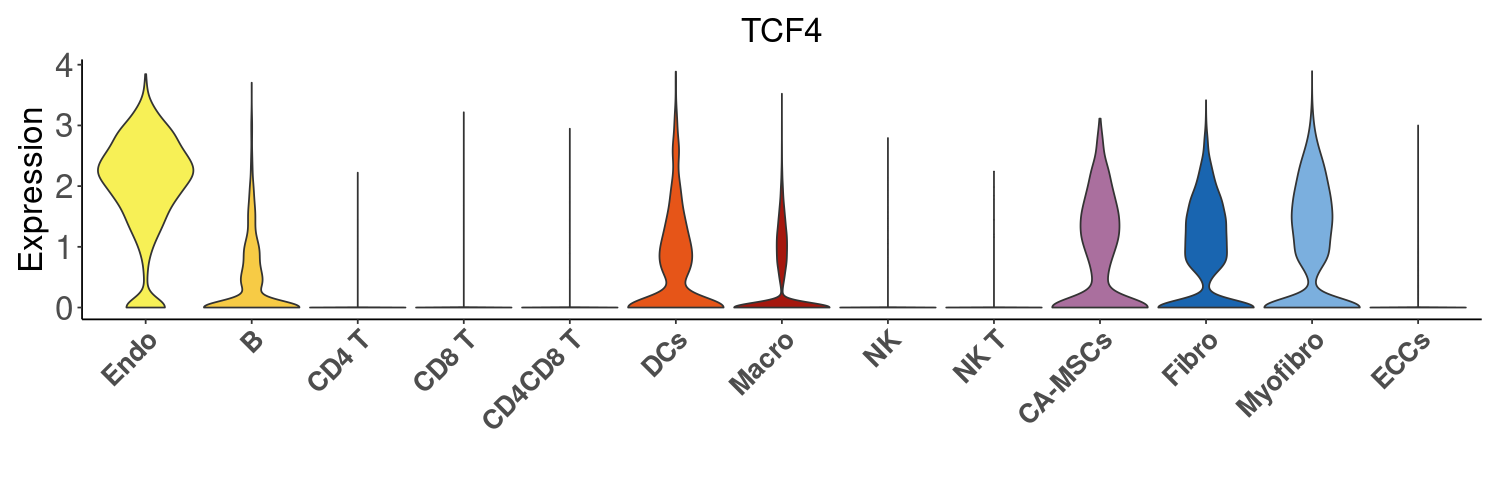 TCF4
Expression
4
3
2
1
0
Endo
B
CD4 T
CD8 T
CD4CD8 T
DCs
Macro
NK
NK T
CA-MSCs
Fibro
Myofibro
ECCs